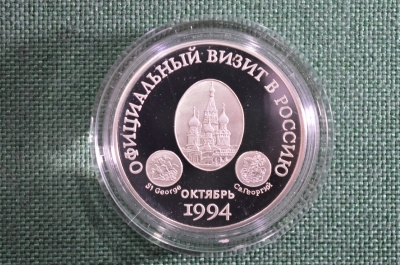 ОФИЦИАЛЬНЫЙ ВИЗИТ В РОССИЮ
St George
Св.Георгий
ОКТЯБРЬ
1994